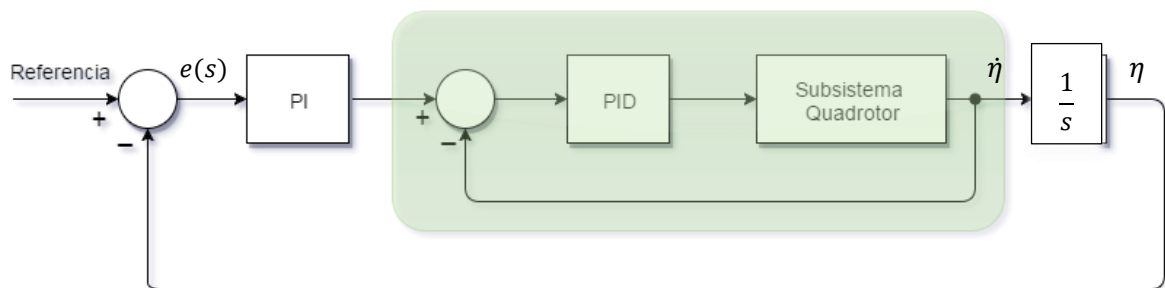 Referencia
+
−
e(s)
PI
+
−
PID
Subsistema
Quadrotor
η̇
1
s
η